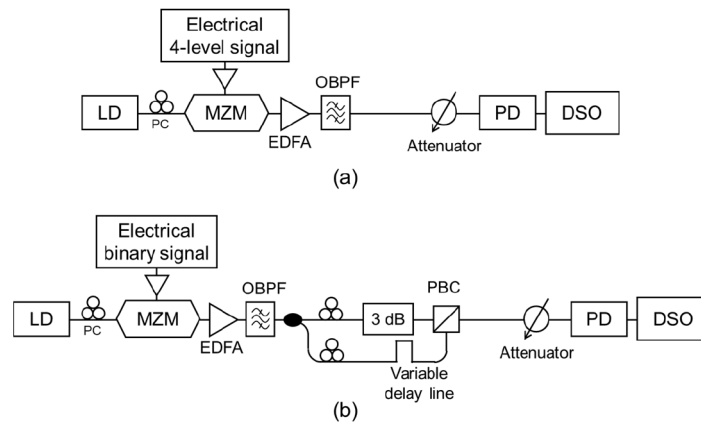 Electrical
4-level signal
OBPF
LD
PC
MZM
EDFA
Attenuator
PD
DSO
(a)
Electrical
binary signal
OBPF
PBC
LD
PC
MZM
EDFA
3 dB
Variable
delay line
Attenuator
PD
DSO
(b)